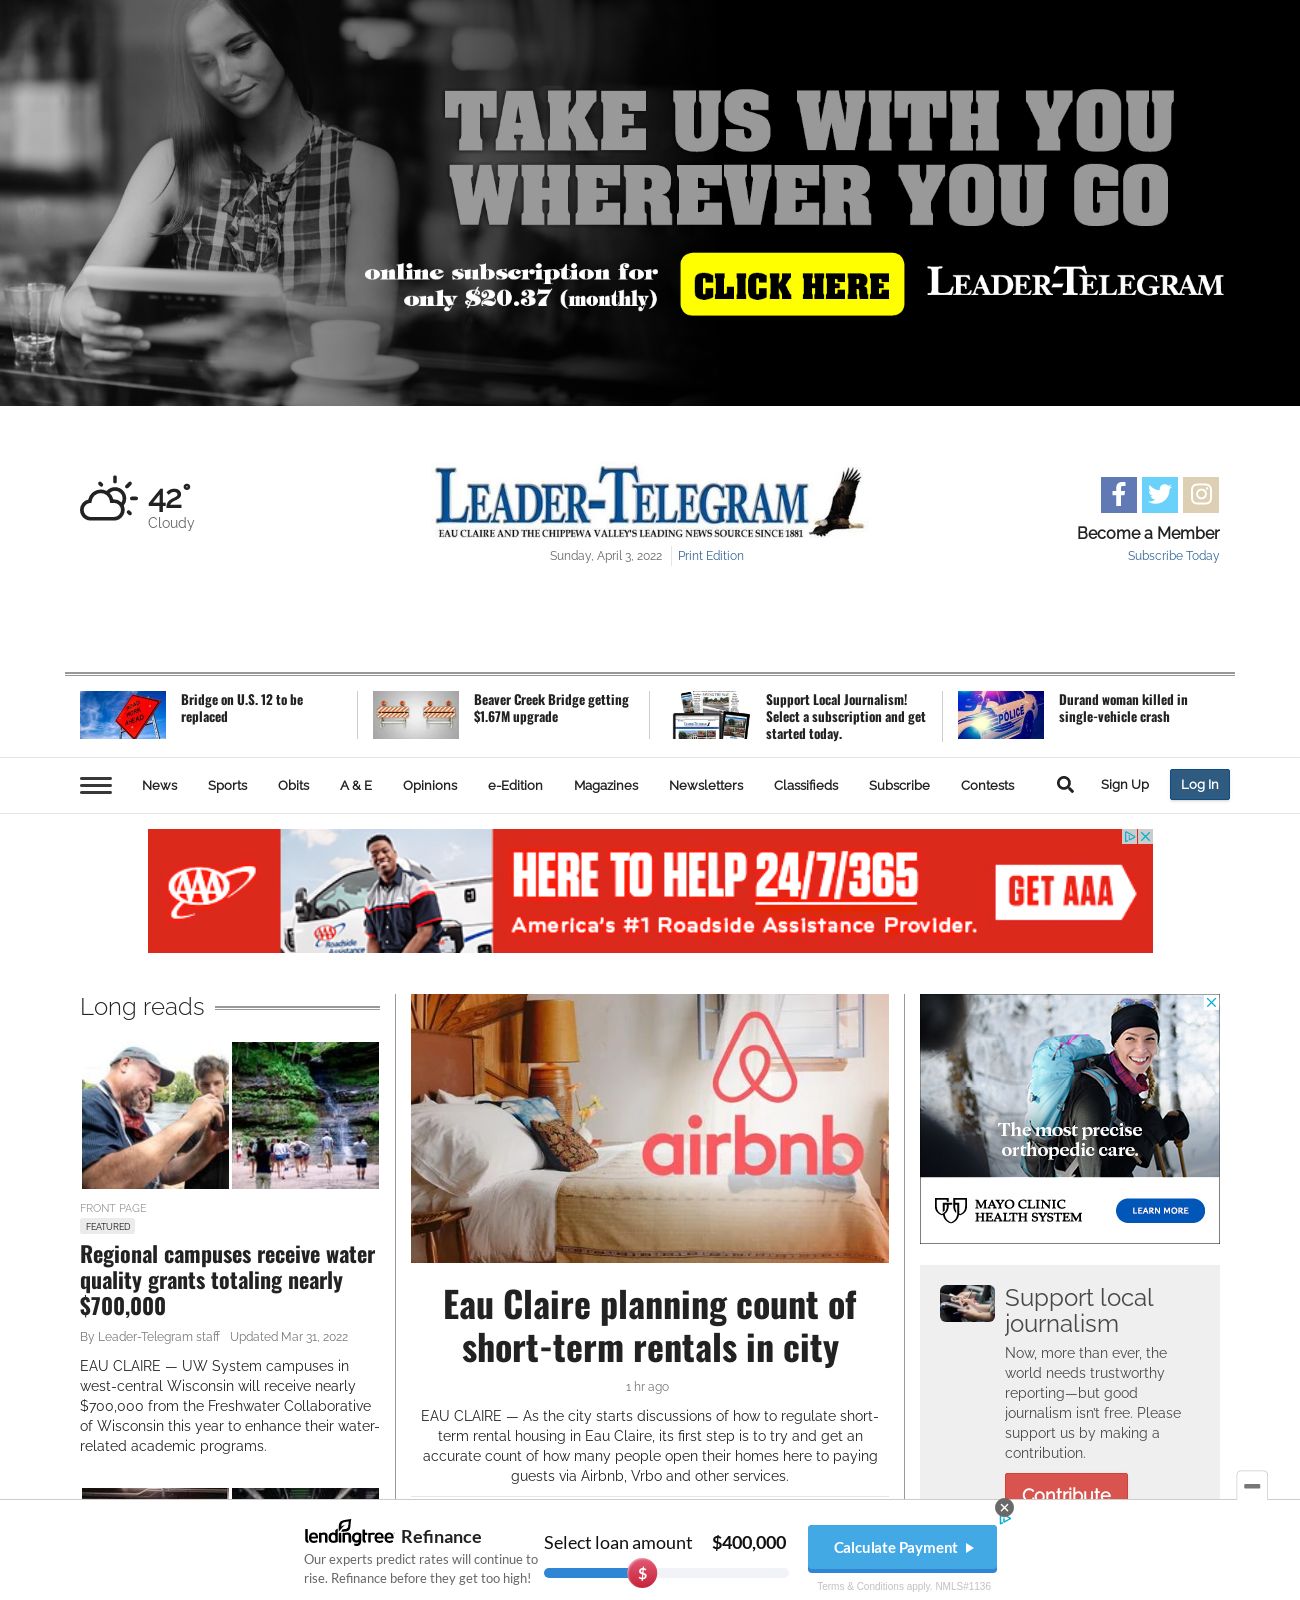 TAKE US WITH YOU
WHEREVER YOU GO
online subscription for
only $20.37 (monthly)
CLICK HERE
LEADER-TELEGRAM
42°
Cloudy
LEADER-TELEGRAM
EAU CLAIRE AND THE CHIPPEWA VALLEY'S LEADING NEWS SOURCE SINCE 1881
Sunday, April 3, 2022
Print Edition
Become a Member
Subscribe Today
Bridge on U.S. 12 to be
replaced
Beaver Creek Bridge getting
$1.67M upgrade
Support Local Journalism!
Select a subscription and get
started today.
POLICE
Durand woman killed in
single-vehicle crash
News Sports Obits A & E Opinions e-Edition Magazines Newsletters Classifieds Subscribe Contests Sign Up Log In
AAA
AAA
Roadside
Assistance
HERE TO HELP 24/7/365
America's #1 Roadside Assistance Provider.
GET AAA
Long reads
FRONT PAGE
FEATURED
Regional campuses receive water
quality grants totaling nearly
$700,000
By Leader-Telegram staff Updated Mar 31, 2022
EAU CLAIRE — UW System campuses in
west-central Wisconsin will receive nearly
$700,000 from the Freshwater Collaborative
of Wisconsin this year to enhance their water-
related academic programs.
airbnb
Eau Claire planning count of
short-term rentals in city
1 hr ago
EAU CLAIRE — As the city starts discussions of how to regulate short-
term rental housing in Eau Claire, its first step is to try and get an
accurate count of how many people open their homes here to paying
guests via Airbnb, Vrbo and other services.
The most precise
orthopedic care.
MAYO CLINIC
HEALTH SYSTEM
LEARN MORE
Support local
journalism
Now, more than ever, the
world needs trustworthy
reporting—but good
journalism isn't free. Please
support us by making a
contribution.
Contribute
lendingtree Refinance
Our experts predict rates will continue to
rise. Refinance before they get too high!
Select loan amount $400,000
$
Calculate Payment
Terms & Conditions apply. NMLS#1136